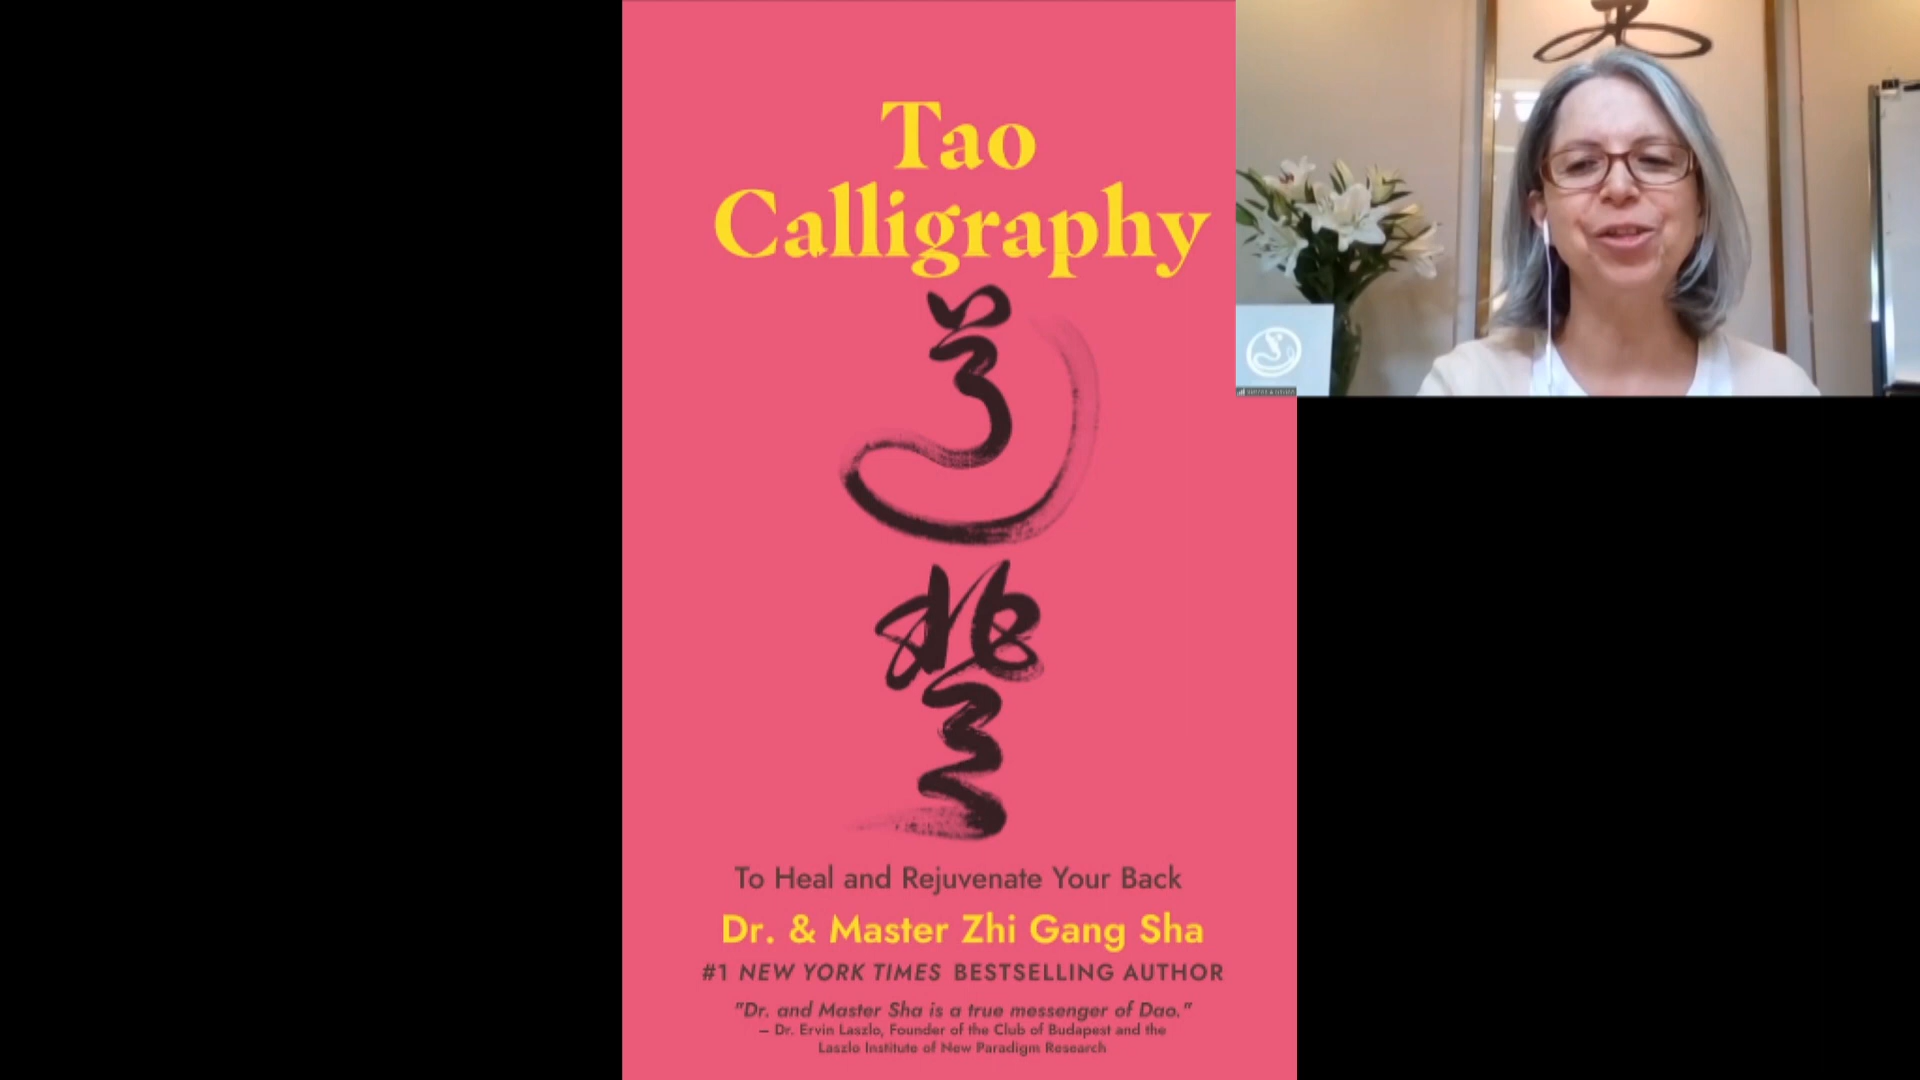 Tao
Calligraphy
To Heal and Rejuvenate Your Back
Dr. & Master Zhi Gang Sha
#1 NEW YORK TIMES BESTSELLING AUTHOR
"Dr. and Master Sha is a true messenger of Dao."
– Dr. Ervin Laszlo, Founder of the Club of Budapest and the
Laszlo Institute of New Paradigm Research